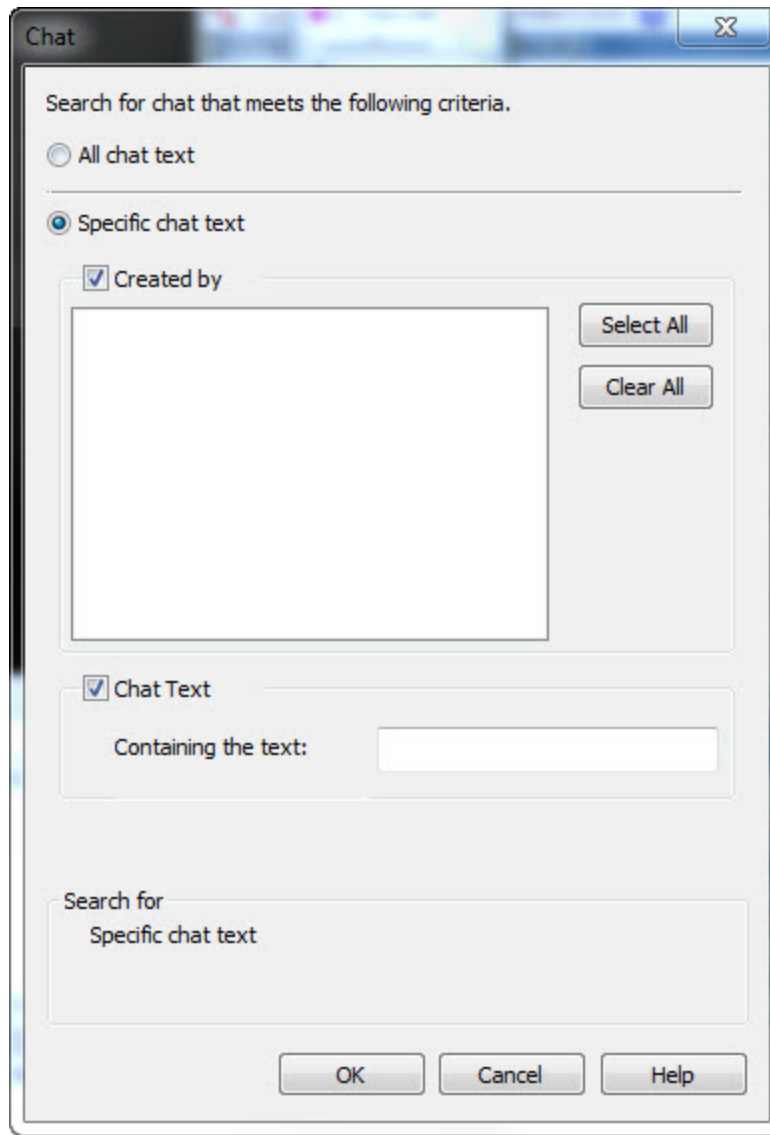 Chat
Search for chat that meets the following criteria.
All chat text
Specific chat text
Created by
Select All
Clear All
Chat Text
Containing the text:
Search for
Specific chat text
OK
Cancel
Help